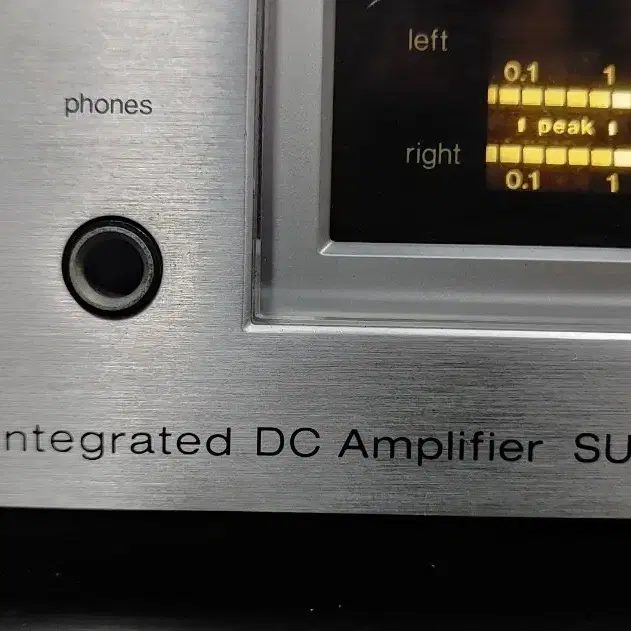 left
0.1 1
phones
peak
right
0.1 1
ntegrated DC Amplifier SU